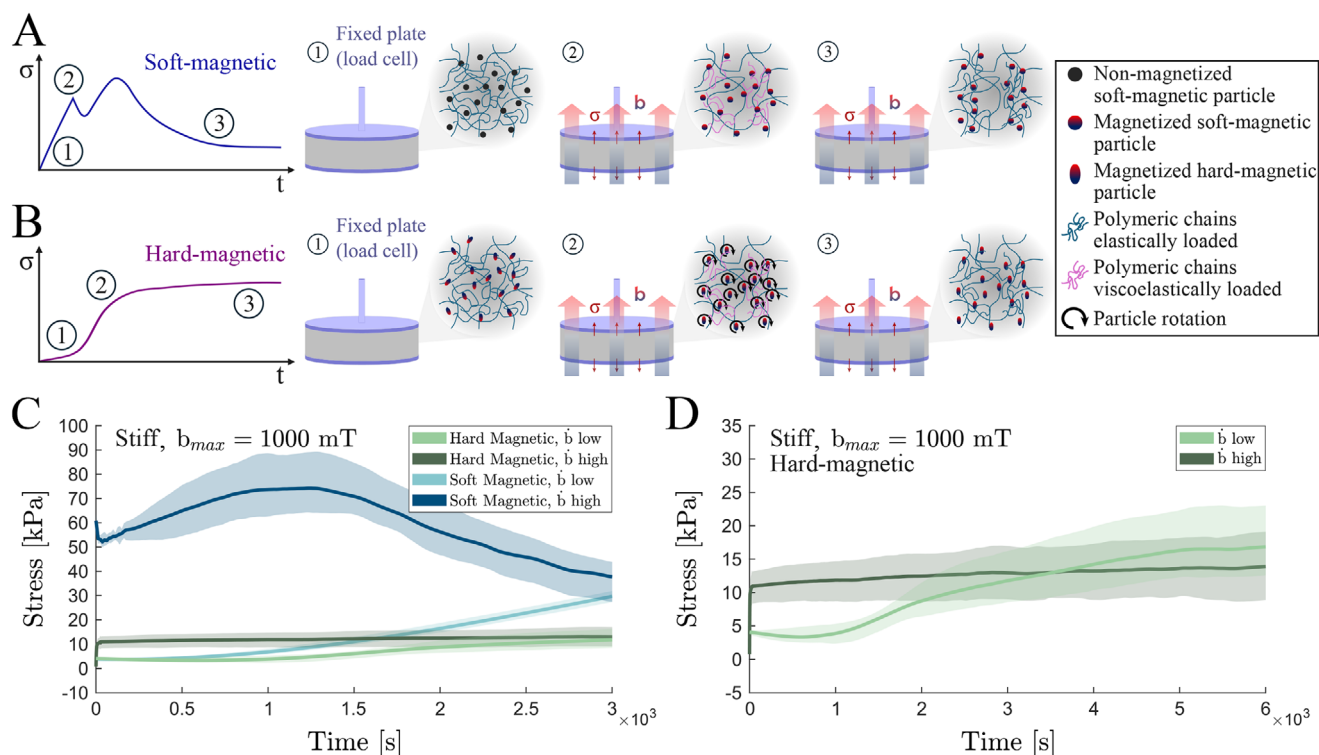 A
σ
Soft-magnetic
①
②
③
t
① Fixed plate
(load cell)
②
σ
b
③
σ
b
B
σ
Hard-magnetic
①
②
③
t
① Fixed plate
(load cell)
②
σ
b
③
σ
b
Non-magnetized
soft-magnetic particle
Magnetized soft-magnetic
particle
Magnetized hard-magnetic
particle
Polymeric chains
elastically loaded
Polymeric chains
viscoelastically loaded
Particle rotation
C
Stiff, b_max = 1000 mT
Hard Magnetic, ḃ low
Hard Magnetic, ḃ high
Soft Magnetic, ḃ low
Soft Magnetic, ḃ high
Stress [kPa]
100
90
80
70
60
50
40
30
20
10
0
-10
0 0.5 1 1.5 2 2.5 3
×10³
Time [s]
D
Stiff, b_max = 1000 mT
Hard-magnetic
ḃ low
ḃ high
Stress [kPa]
35
30
25
20
15
10
5
0
-5
0 1 2 3 4 5 6
×10³
Time [s]